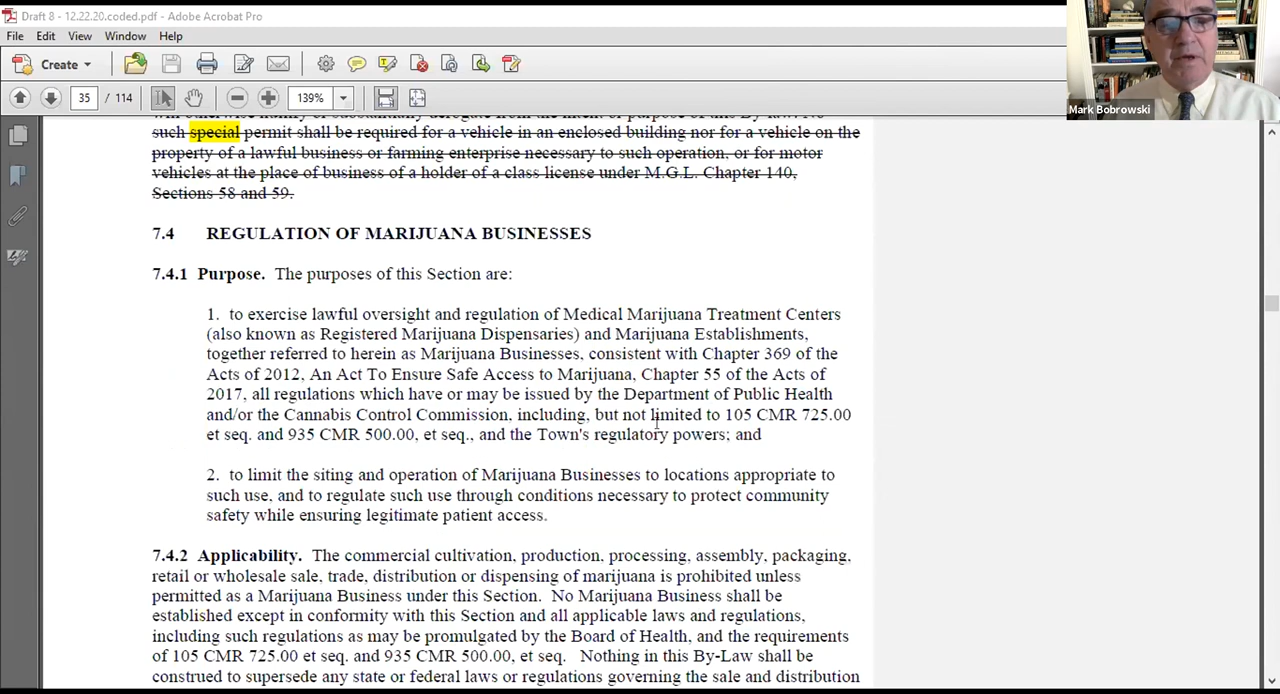 Draft 8 - 12.22.20.coded.pdf - Adobe Acrobat Pro
File Edit View Window Help
Create
35 / 114
139%
Mark Bobrowski
such special permit shall be required for a vehicle in an enclosed building nor for a vehicle on the
property of a lawful business or farming enterprise necessary to such operation, or for motor
vehicles at the place of business of a holder of a class license under M.G.L. Chapter 140,
Sections 58 and 59.
7.4 REGULATION OF MARIJUANA BUSINESSES
7.4.1 Purpose. The purposes of this Section are:
1. to exercise lawful oversight and regulation of Medical Marijuana Treatment Centers
(also known as Registered Marijuana Dispensaries) and Marijuana Establishments,
together referred to herein as Marijuana Businesses, consistent with Chapter 369 of the
Acts of 2012, An Act To Ensure Safe Access to Marijuana, Chapter 55 of the Acts of
2017, all regulations which have or may be issued by the Department of Public Health
and/or the Cannabis Control Commission, including, but not limited to 105 CMR 725.00
et seq. and 935 CMR 500.00, et seq., and the Town's regulatory powers; and
2. to limit the siting and operation of Marijuana Businesses to locations appropriate to
such use, and to regulate such use through conditions necessary to protect community
safety while ensuring legitimate patient access.
7.4.2 Applicability. The commercial cultivation, production, processing, assembly, packaging,
retail or wholesale sale, trade, distribution or dispensing of marijuana is prohibited unless
permitted as a Marijuana Business under this Section. No Marijuana Business shall be
established except in conformity with this Section and all applicable laws and regulations,
including such regulations as may be promulgated by the Board of Health, and the requirements
of 105 CMR 725.00 et seq. and 935 CMR 500.00, et seq. Nothing in this By-Law shall be
construed to supersede any state or federal laws or regulations governing the sale and distribution